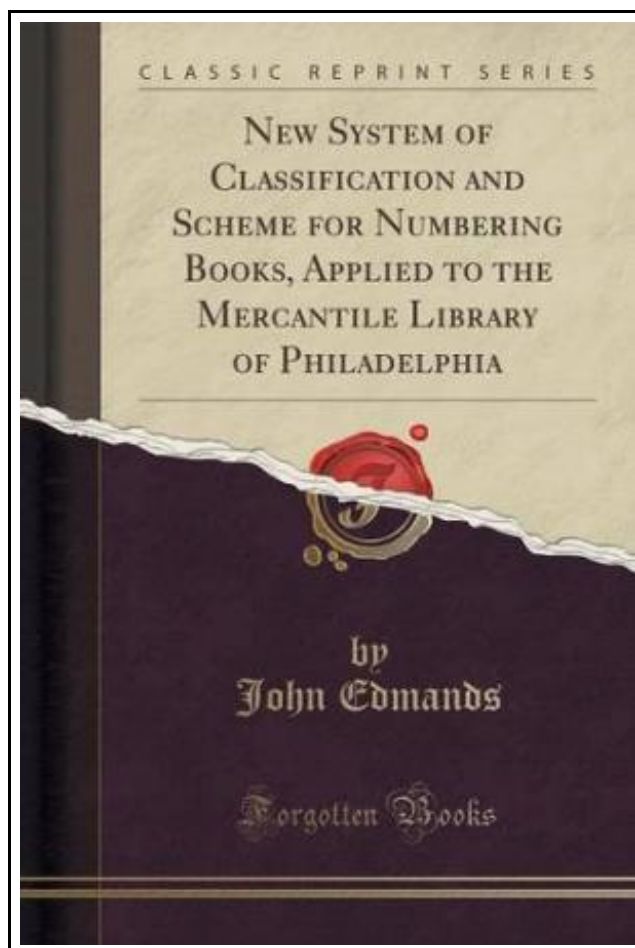 CLASSIC REPRINT SERIES
NEW SYSTEM OF
CLASSIFICATION AND
SCHEME FOR NUMBERING
BOOKS, APPLIED TO THE
MERCANTILE LIBRARY
OF PHILADELPHIA
by
John Edmands
Forgotten Books